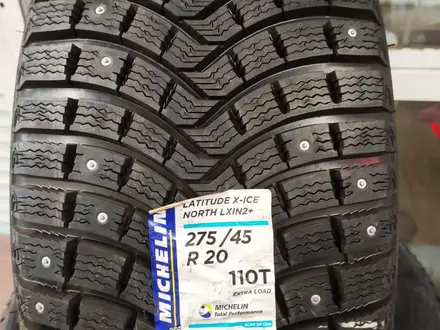 MICHELIN
LATITUDE X-ICE
NORTH LXIN2+
275/45
R 20
110T
EXTRA LOAD
MICHELIN
Total Performance